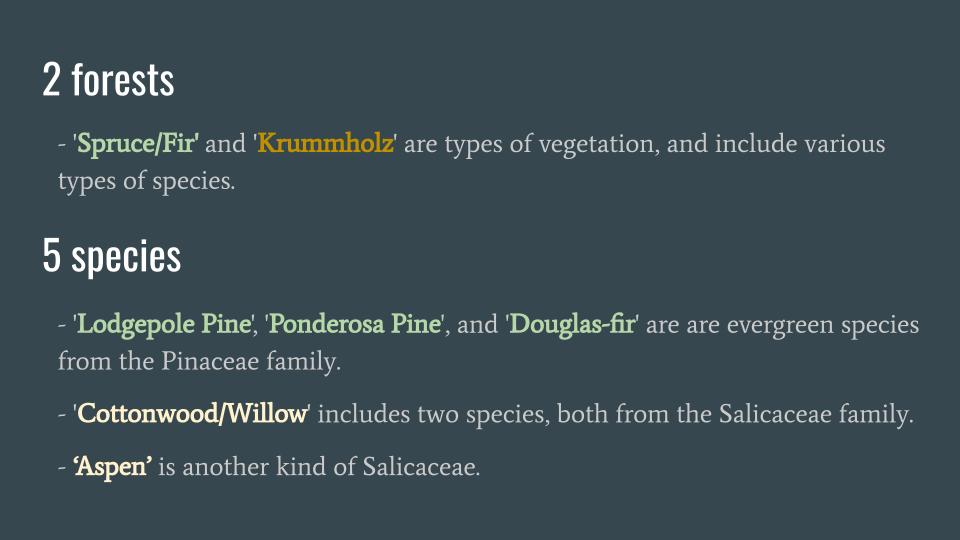 2 forests
- 'Spruce/Fir' and 'Krummholz' are types of vegetation, and include various
types of species.
5 species
- 'Lodgepole Pine', 'Ponderosa Pine', and 'Douglas-fir' are are evergreen species
from the Pinaceae family.
- 'Cottonwood/Willow' includes two species, both from the Salicaceae family.
- ‘Aspen’ is another kind of Salicaceae.